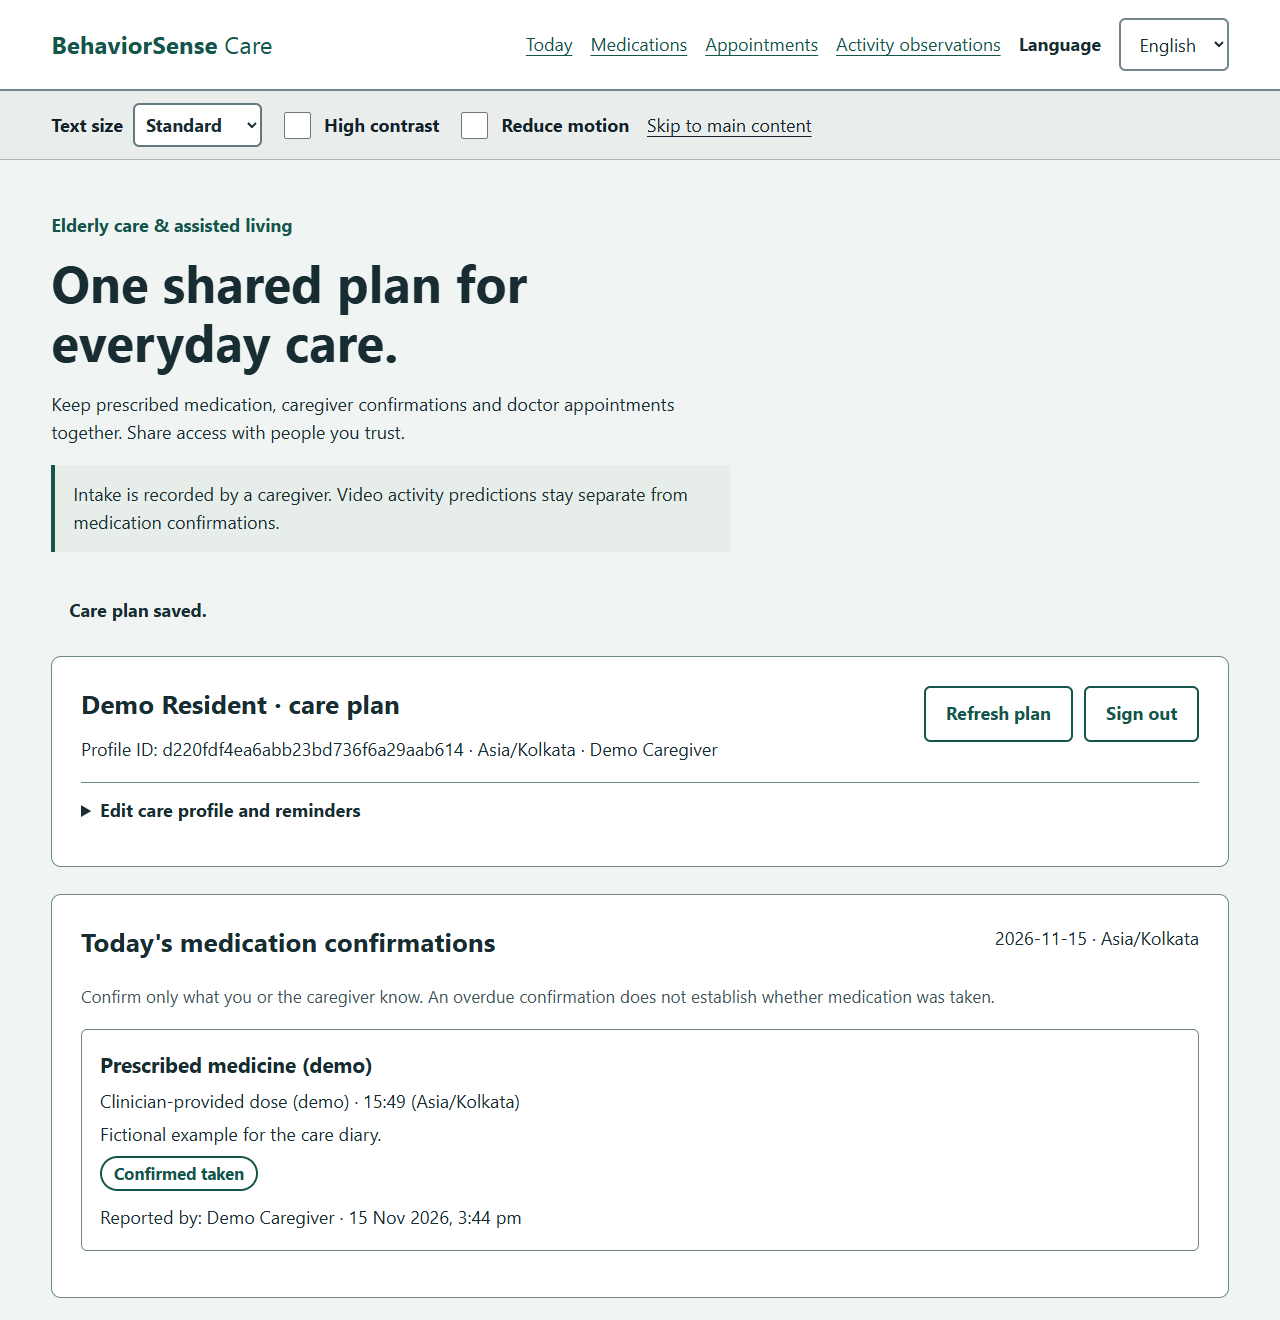 BehaviorSense Care
Today Medications Appointments Activity observations Language English
Text size Standard High contrast Reduce motion Skip to main content
Elderly care & assisted living
One shared plan for
everyday care.
Keep prescribed medication, caregiver confirmations and doctor appointments
together. Share access with people you trust.
Intake is recorded by a caregiver. Video activity predictions stay separate from
medication confirmations.
Care plan saved.
Demo Resident · care plan
Refresh plan Sign out
Profile ID: d220fdf4ea6abb23bd736f6a29aab614 · Asia/Kolkata · Demo Caregiver
Edit care profile and reminders
Today's medication confirmations
2026-11-15 · Asia/Kolkata
Confirm only what you or the caregiver know. An overdue confirmation does not establish whether medication was taken.
Prescribed medicine (demo)
Clinician-provided dose (demo) · 15:49 (Asia/Kolkata)
Fictional example for the care diary.
Confirmed taken
Reported by: Demo Caregiver · 15 Nov 2026, 3:44 pm